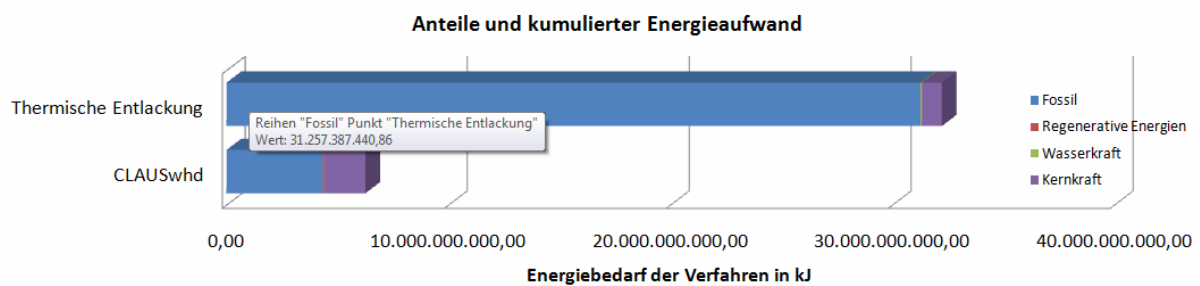 Anteile und kumulierter Energieaufwand
Thermische Entlackung
Reihen "Fossil" Punkt "Thermische Entlackung"
Wert: 31.257.387.440,86
CLAUSwhd
Fossil
Regenerative Energien
Wasserkraft
Kernkraft
0,00 10.000.000.000,00 20.000.000.000,00 30.000.000.000,00 40.000.000.000,00
Energiebedarf der Verfahren in kJ